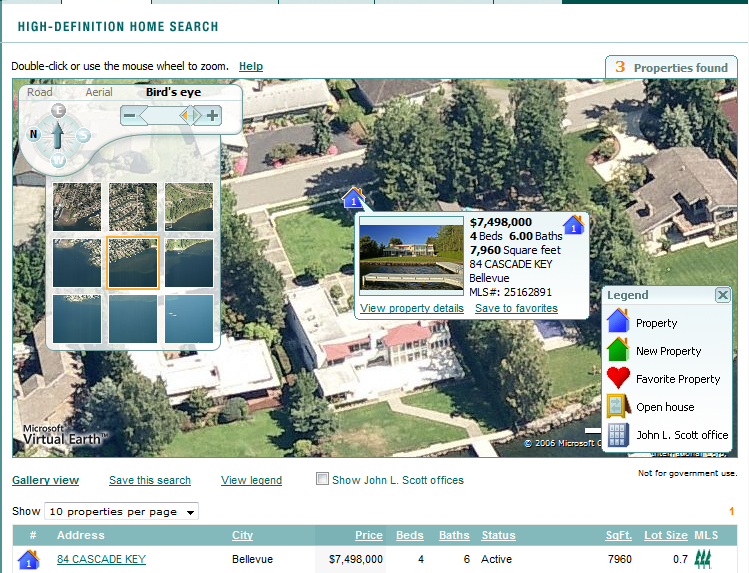 HIGH-DEFINITION HOME SEARCH
Double-click or use the mouse wheel to zoom. Help
3 Properties found
Road Aerial Bird's eye
E
N S
W
1
$7,498,000
1
4 Beds 6.00 Baths
7,960 Square feet
84 CASCADE KEY
Bellevue
MLS#: 25162891
View property details Save to favorites
Legend
Property
New Property
Favorite Property
Open house
John L. Scott office
Microsoft
Virtual Earth™
© 2006 Microsoft
Not for government use.
Gallery view Save this search View legend Show John L. Scott offices
Show 10 properties per page 1
# Address City Price Beds Baths Status SqFt. Lot Size MLS
1 84 CASCADE KEY Bellevue $7,498,000 4 6 Active 7960 0.7